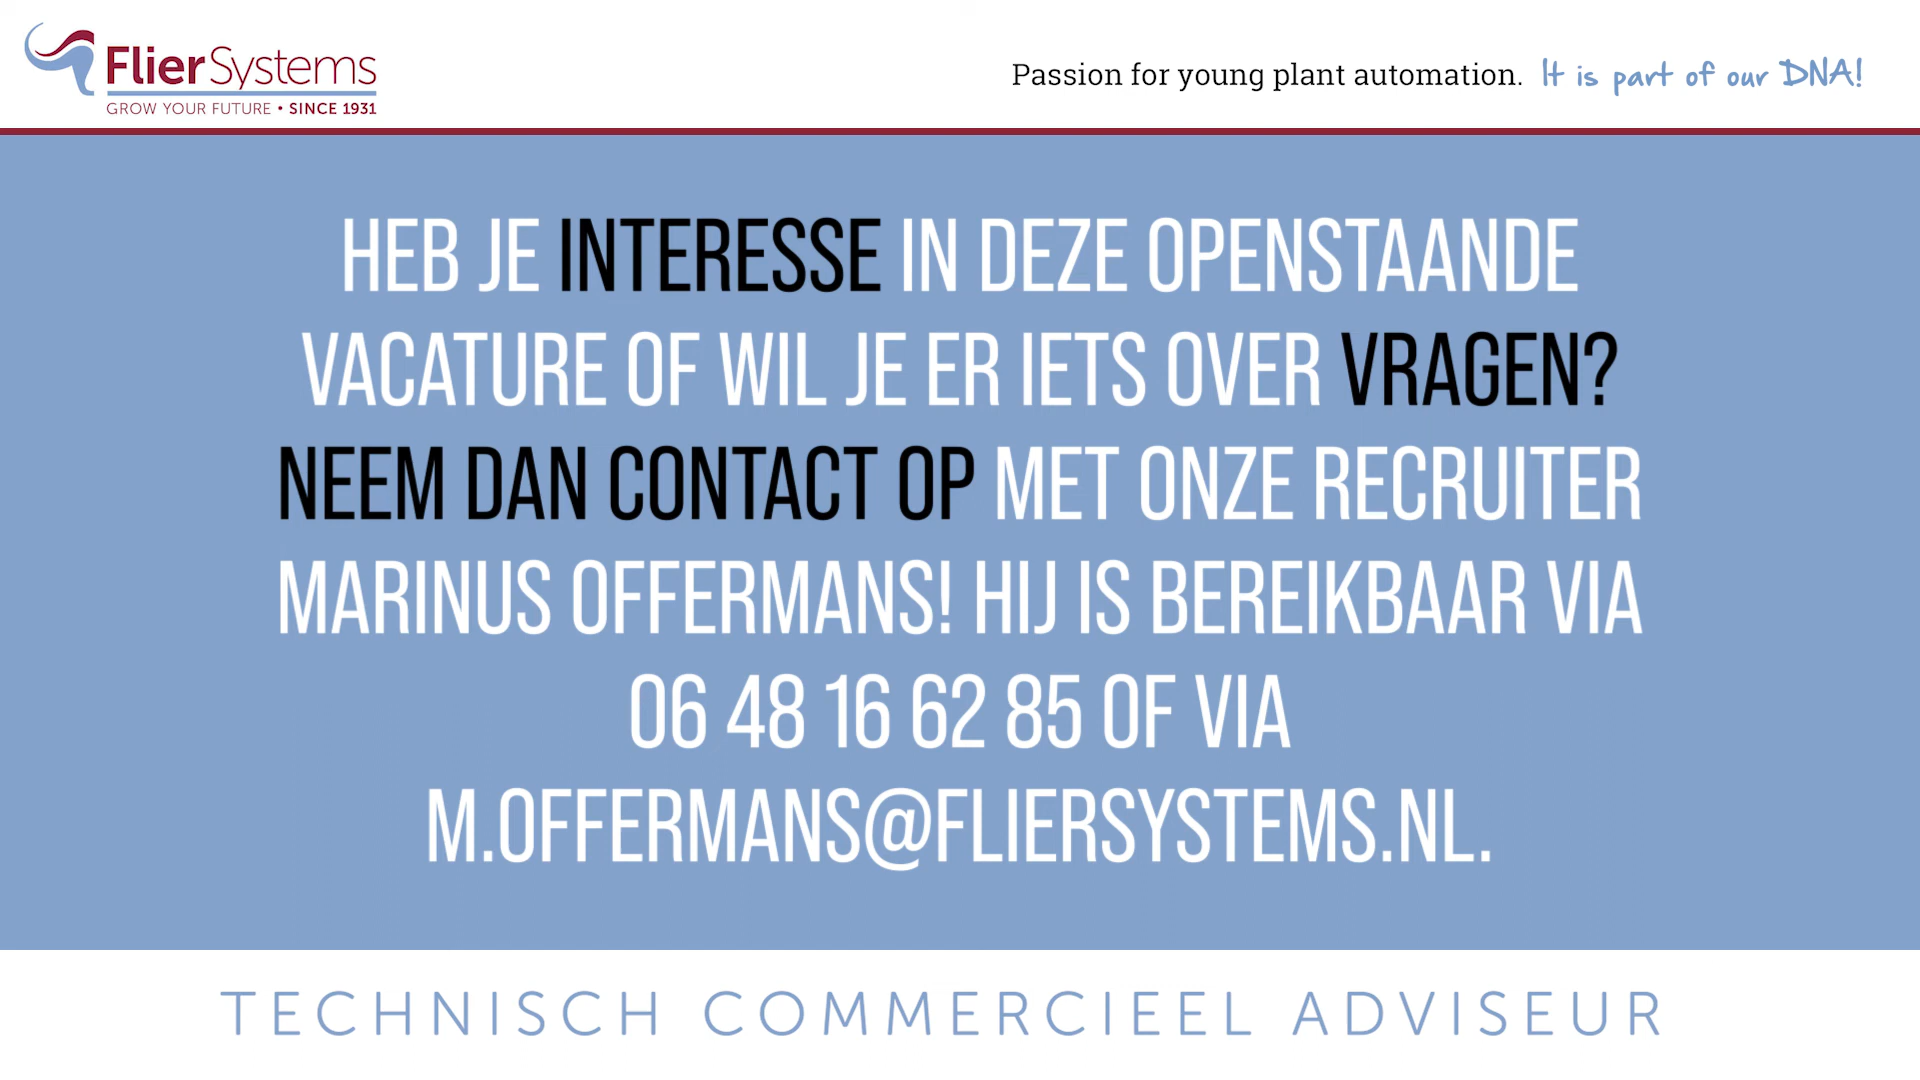 Flier Systems
GROW YOUR FUTURE • SINCE 1931
Passion for young plant automation. It is part of our DNA!
HEB JE INTERESSE IN DEZE OPENSTAANDE
VACATURE OF WIL JE ER IETS OVER VRAGEN?
NEEM DAN CONTACT OP MET ONZE RECRUITER
MARINUS OFFERMANS! HIJ IS BEREIKBAAR VIA
06 48 16 62 85 OF VIA
M.OFFERMANS@FLIERSYSTEMS.NL.
TECHNISCH COMMERCIEEL ADVISEUR